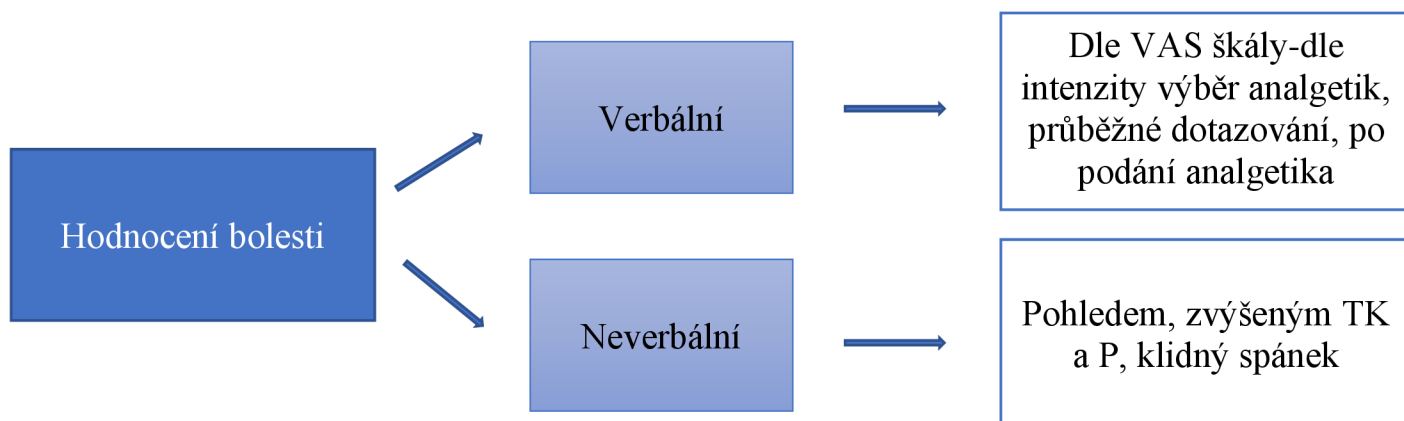 Hodnocení bolesti
Verbální
Dle VAS škály-dle
intenzity výběr analgetik,
průběžné dotazování, po
podání analgetika
Neverbální
Pohledem, zvýšeným TK
a P, klidný spánek